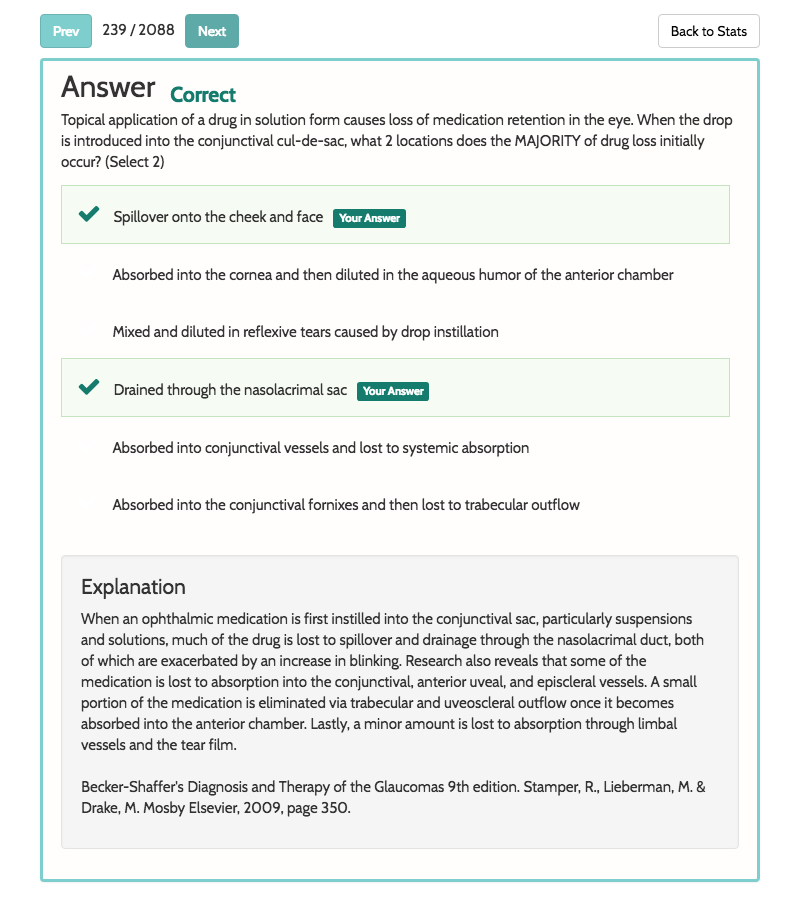 Prev 239 / 2088 Next Back to Stats
Answer Correct
Topical application of a drug in solution form causes loss of medication retention in the eye. When the drop
is introduced into the conjunctival cul-de-sac, what 2 locations does the MAJORITY of drug loss initially
occur? (Select 2)
Spillover onto the cheek and face Your Answer
Absorbed into the cornea and then diluted in the aqueous humor of the anterior chamber
Mixed and diluted in reflexive tears caused by drop instillation
Drained through the nasolacrimal sac Your Answer
Absorbed into conjunctival vessels and lost to systemic absorption
Absorbed into the conjunctival fornixes and then lost to trabecular outflow
Explanation
When an ophthalmic medication is first instilled into the conjunctival sac, particularly suspensions
and solutions, much of the drug is lost to spillover and drainage through the nasolacrimal duct, both
of which are exacerbated by an increase in blinking. Research also reveals that some of the
medication is lost to absorption into the conjunctival, anterior uveal, and episcleral vessels. A small
portion of the medication is eliminated via trabecular and uveoscleral outflow once it becomes
absorbed into the anterior chamber. Lastly, a minor amount is lost to absorption through limbal
vessels and the tear film.
Becker-Shaffer's Diagnosis and Therapy of the Glaucomas 9th edition. Stamper, R., Lieberman, M. &
Drake, M. Mosby Elsevier, 2009, page 350.